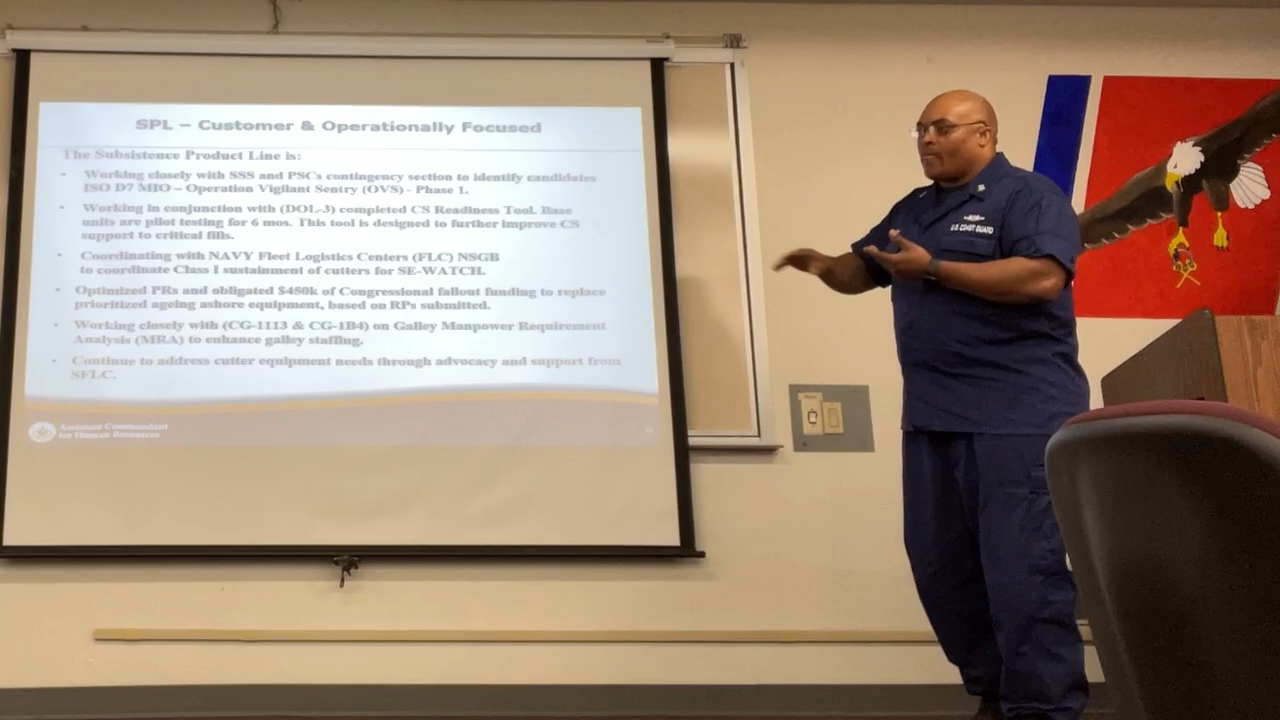 SPL – Customer & Operationally Focused
The Subsistence Product Line is:
• Working closely with SSS and PSC's contingency section to identify candidates
ISO D7 MIO – Operation Vigilant Sentry (OVS) - Phase 1.
• Working in conjunction with (DOL-3) completed CS Readiness Tool. Base
units are pilot testing for 6 mos. This tool is designed to further improve CS
support to critical fills.
• Coordinating with NAVY Fleet Logistics Centers (FLC) NSGB
to coordinate Class I sustainment of cutters for SE-WATCH.
• Optimized PRs and obligated $450k of Congressional fallout funding to replace
prioritized ageing ashore equipment, based on RPs submitted.
• Working closely with (CG-1113 & CG-1B4) on Galley Manpower Requirement
Analysis (MRA) to enhance galley staffing.
• Continue to address cutter equipment needs through advocacy and support from
SFLC.
Assistant Commandant
for Human Resources
U.S. COAST GUARD